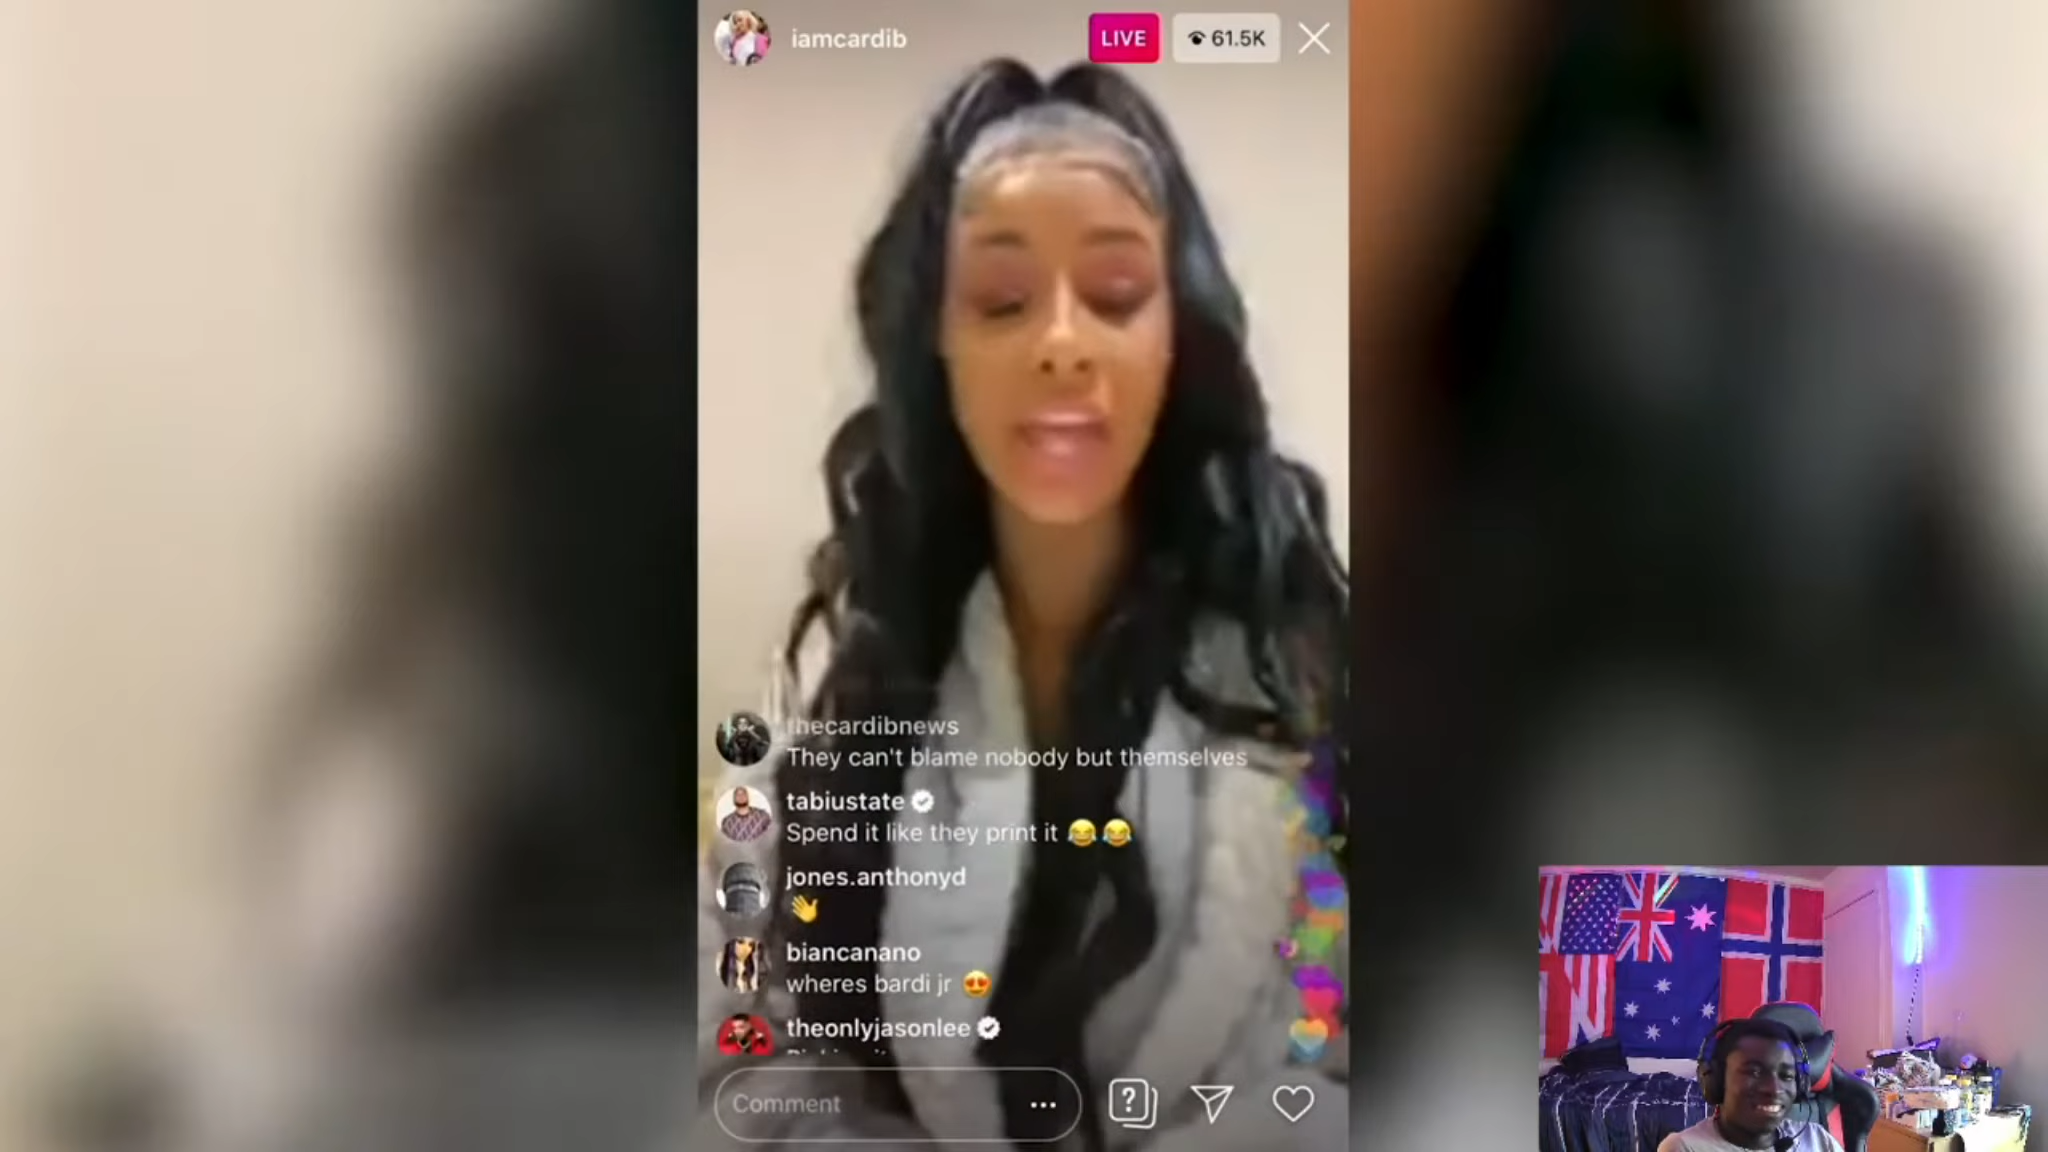 iamcardib
LIVE
61.5K
thecardibnews
They can't blame nobody but themselves
tabiustate
Spend it like they print it 😂😂
jones.anthonyd
👋
biancanano
wheres bardi jr 😍
theonlyjasonlee
Comment